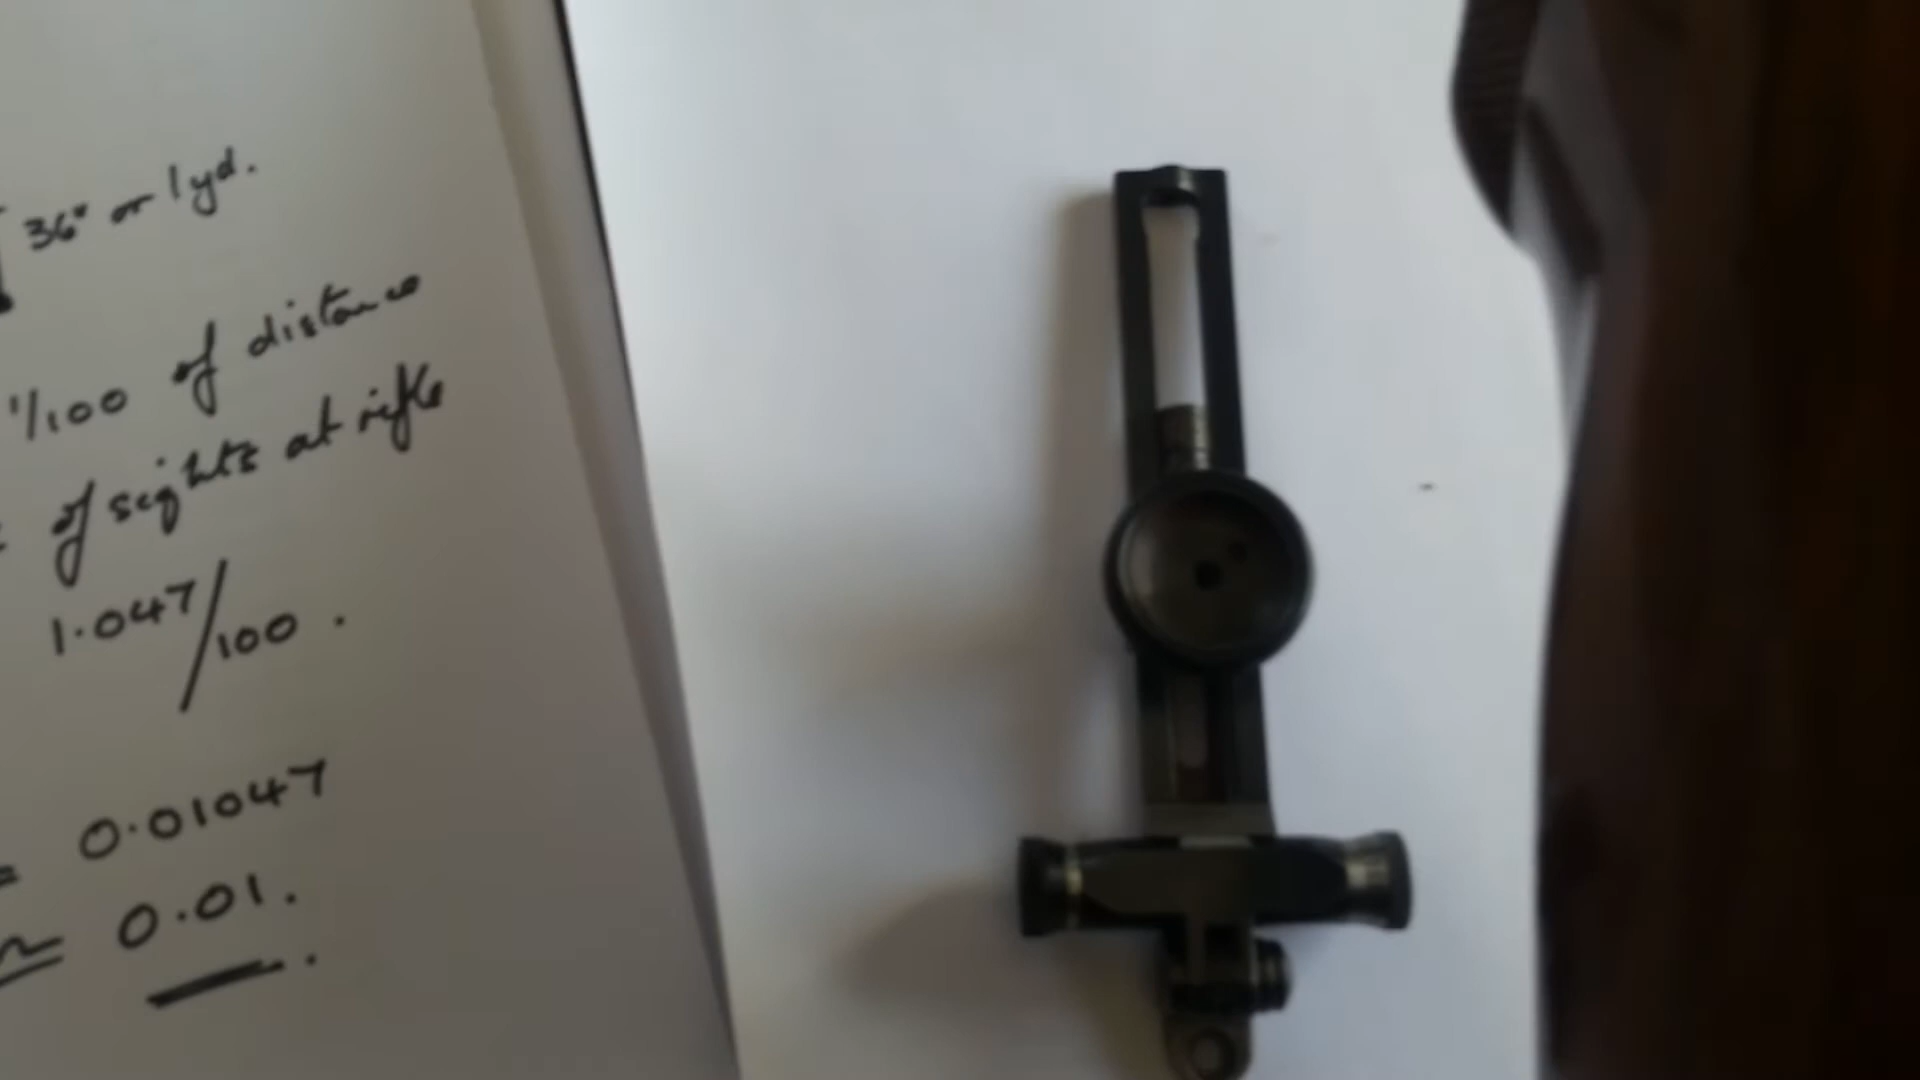 36" or 1yd.
1/100 of distance
of sights at rifle
1.047/100.
= 0.01047
≈ 0.01.